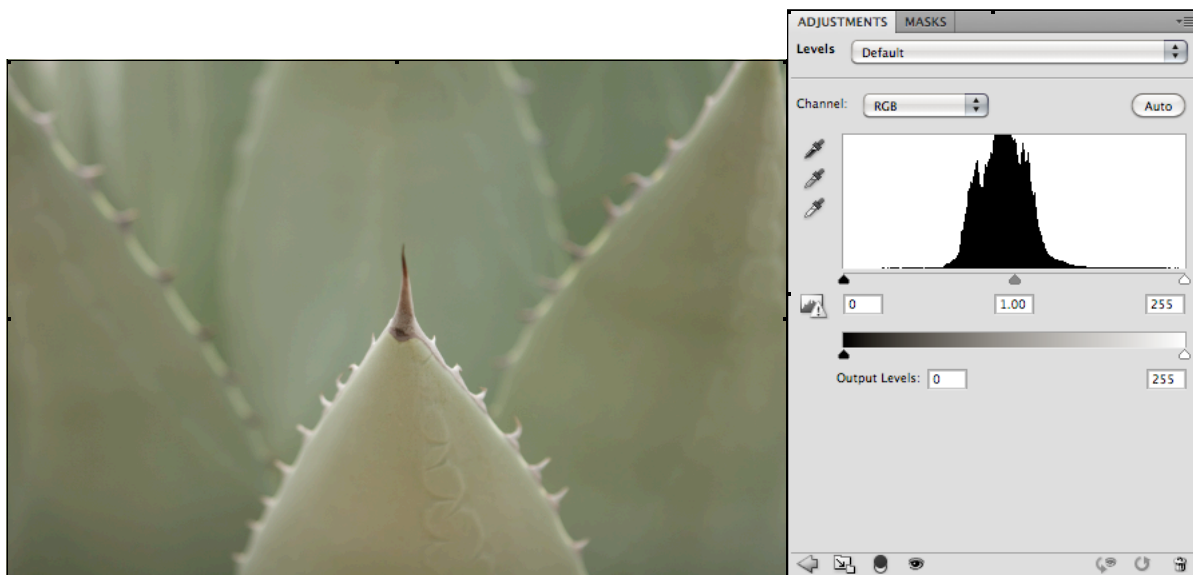 ADJUSTMENTS MASKS
Levels Default
Channel: RGB Auto
0 1.00 255
Output Levels: 0 255